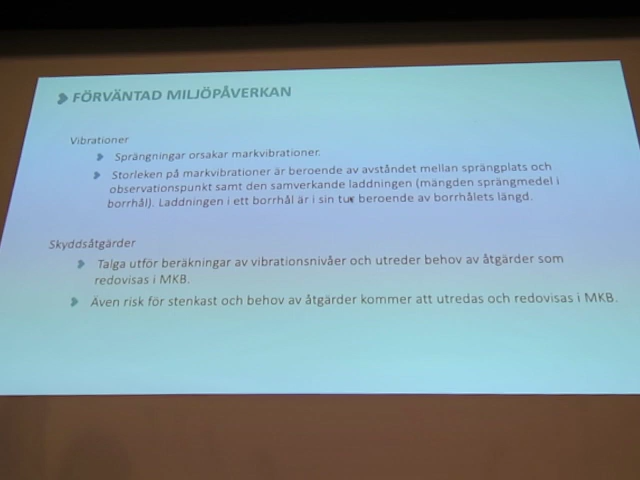 FÖRVÄNTAD MILJÖPÅVERKAN
Vibrationer
Sprängningar orsakar markvibrationer.
Storleken på markvibrationer är beroende av avståndet mellan sprängplats och
observationspunkt samt den samverkande laddningen (mängden sprängmedel i
borrhål). Laddningen i ett borrhål är i sin tur beroende av borrhålets längd.
Skyddsåtgärder
Talga utför beräkningar av vibrationsnivåer och utreder behov av åtgärder som
redovisas i MKB.
Även risk för stenkast och behov av åtgärder kommer att utredas och redovisas i MKB.